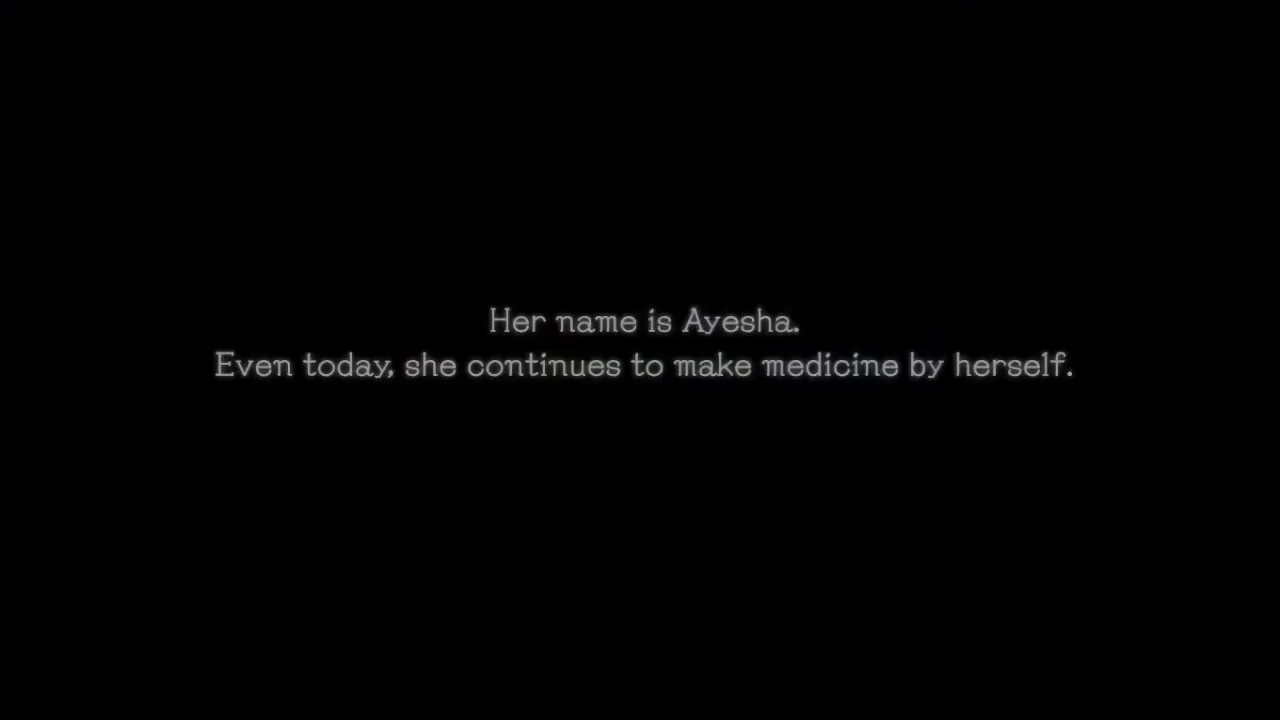 Her name is Ayesha.
Even today, she continues to make medicine by herself.